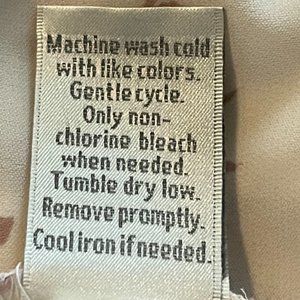 Machine wash cold
with like colors.
Gentle cycle.
Only non-
chlorine bleach
when needed.
Tumble dry low.
Remove promptly.
Cool iron if needed.